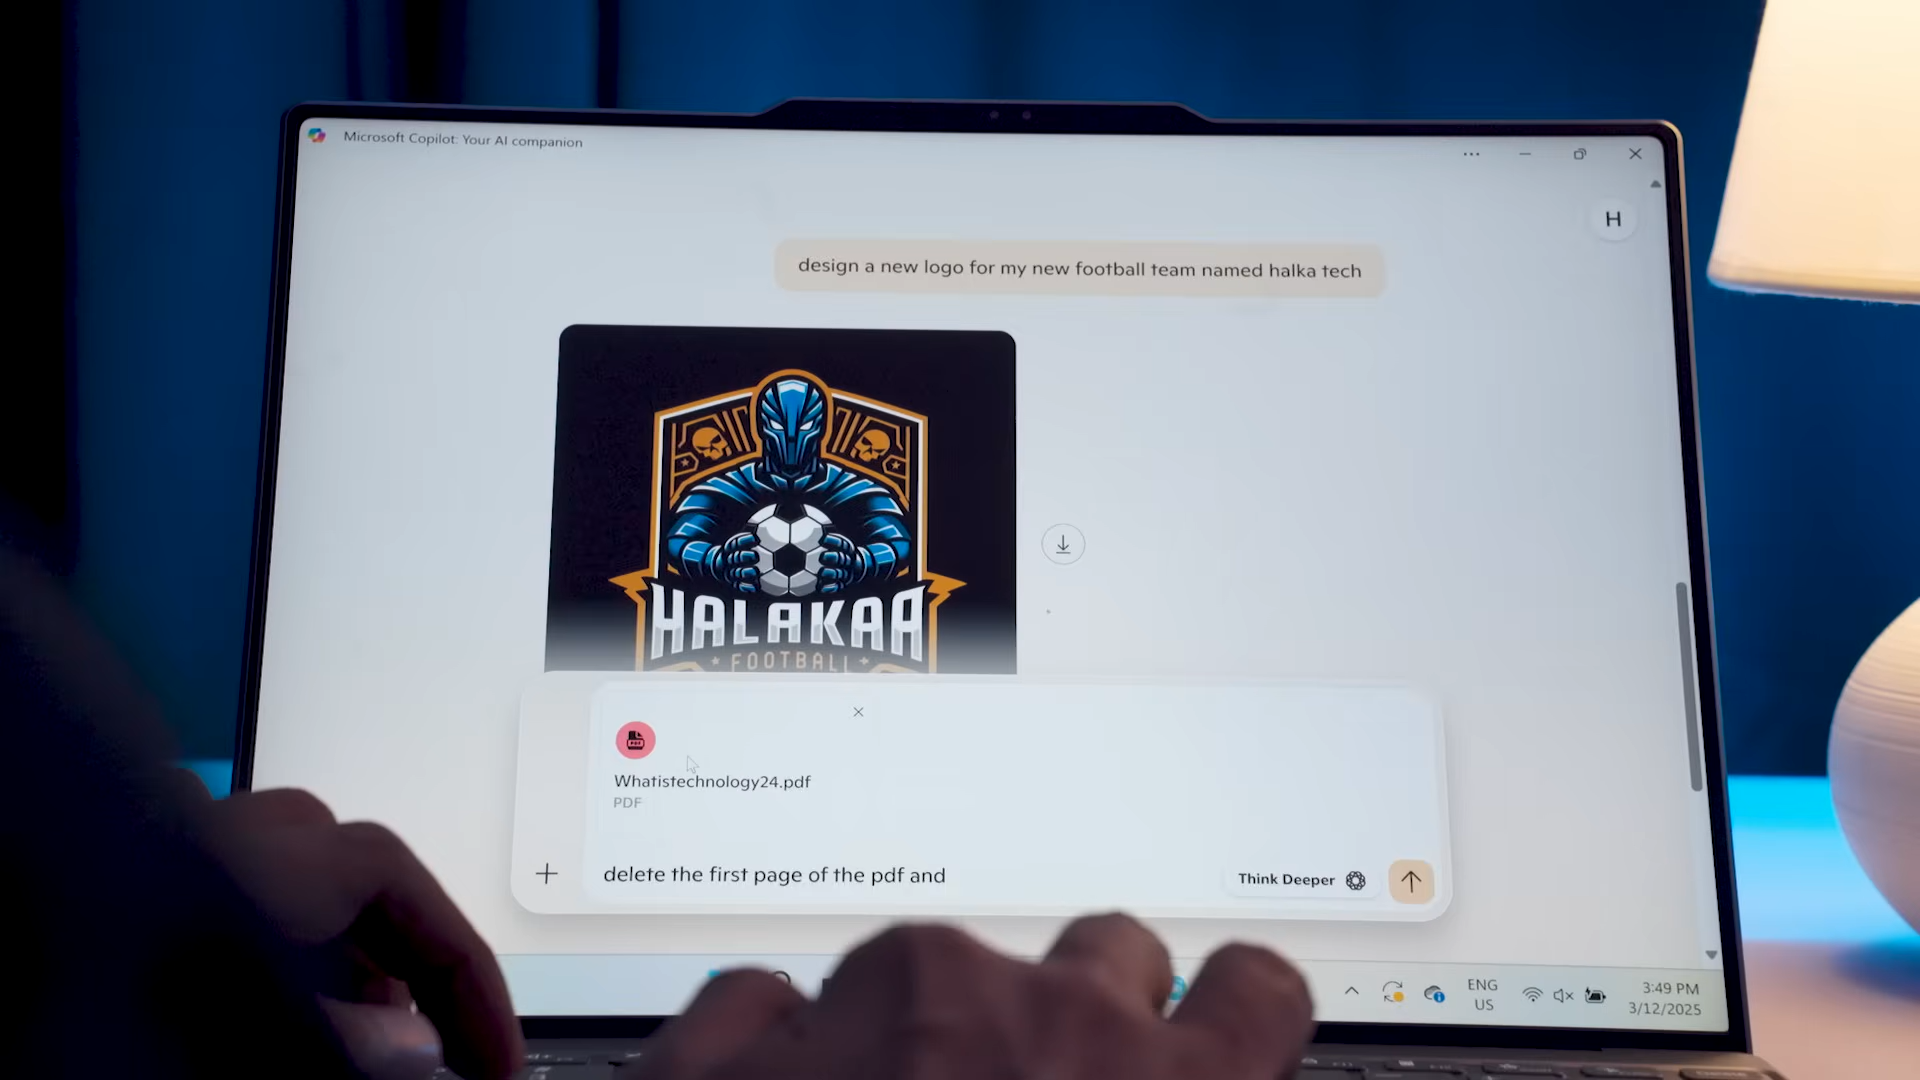 Microsoft Copilot: Your AI companion
H
design a new logo for my new football team named halka tech
HALAKAA
FOOTBALL
Whatistechnology24.pdf
PDF
delete the first page of the pdf and
Think Deeper
ENG
US
3:49 PM
3/12/2025